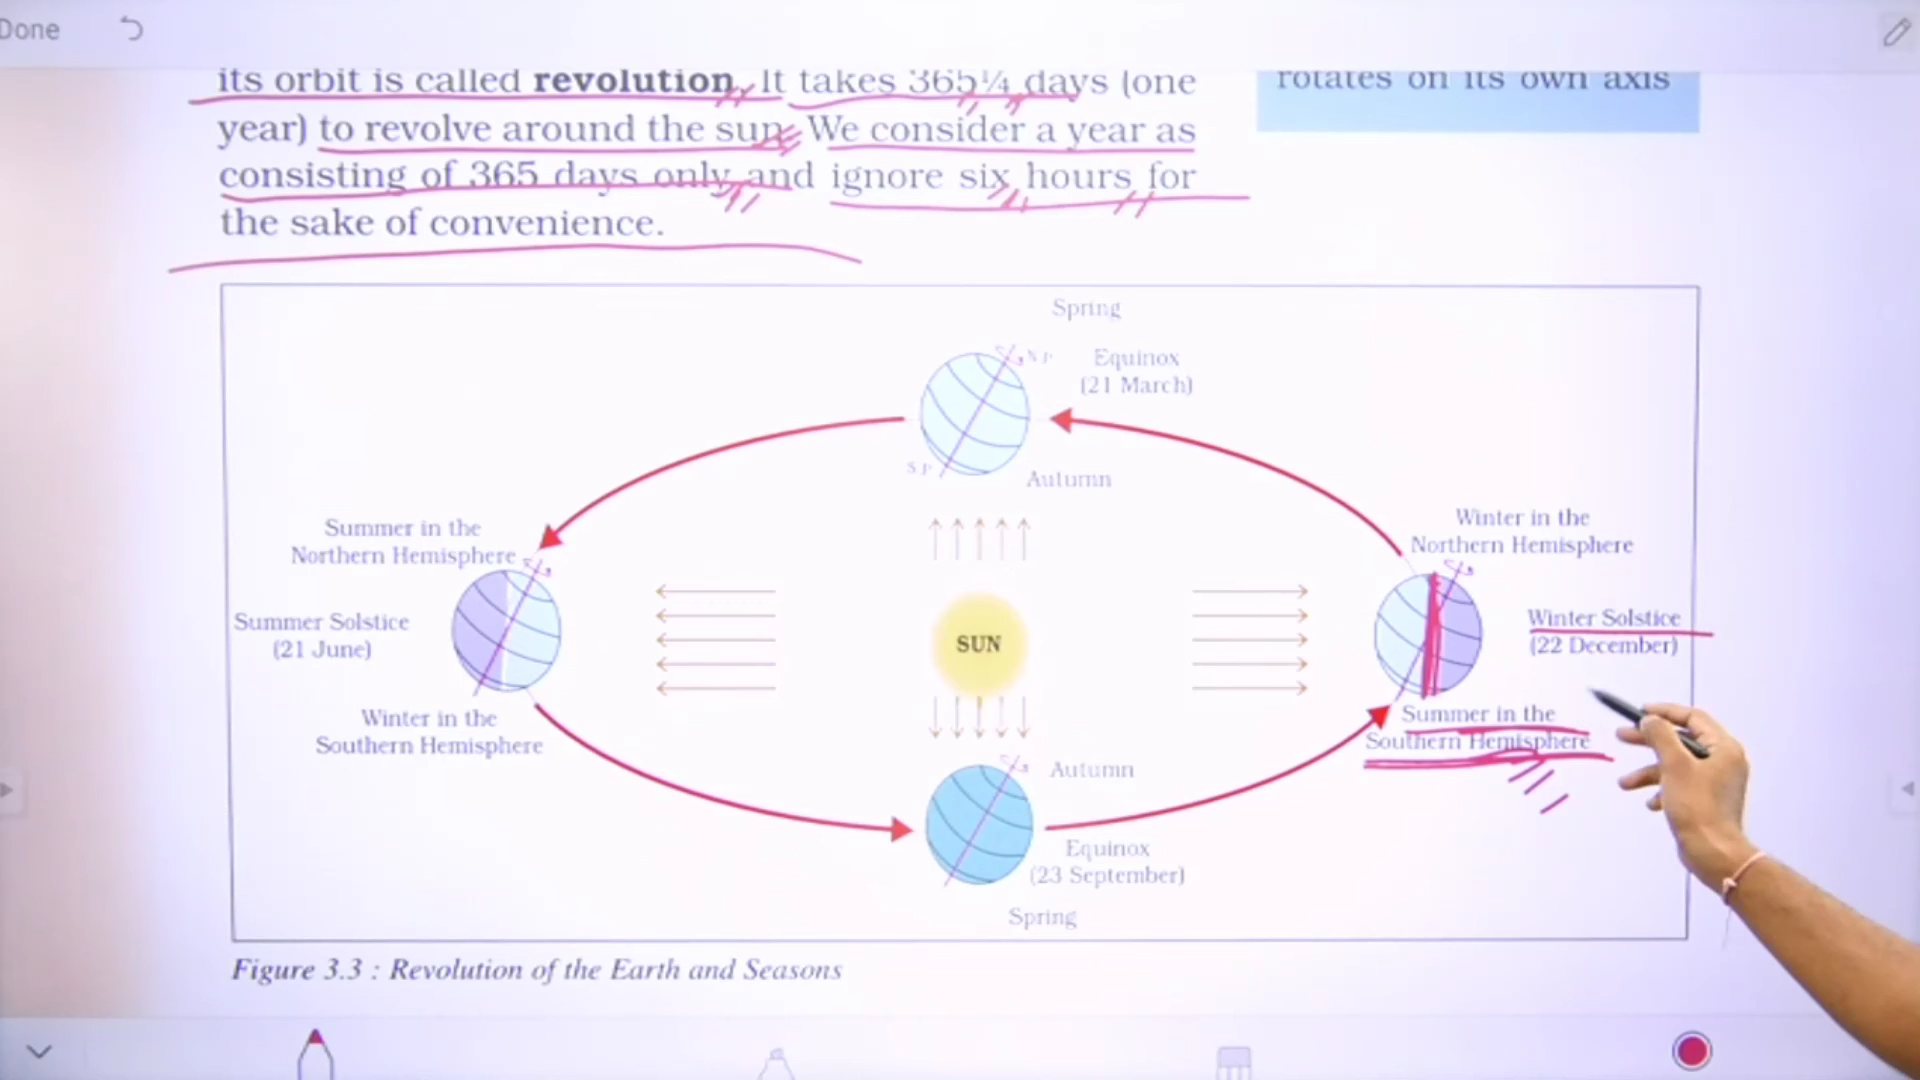 Done
its orbit is called revolution. It takes 365¼ days (one
year) to revolve around the sun. We consider a year as
consisting of 365 days only and ignore six hours for
the sake of convenience.
rotates on its own axis
Spring
N P
Equinox
(21 March)
S P
Autumn
Summer in the
Northern Hemisphere
Summer Solstice
(21 June)
Winter in the
Southern Hemisphere
SUN
Winter in the
Northern Hemisphere
Winter Solstice
(22 December)
Summer in the
Southern Hemisphere
Autumn
Equinox
(23 September)
Spring
Figure 3.3 : Revolution of the Earth and Seasons